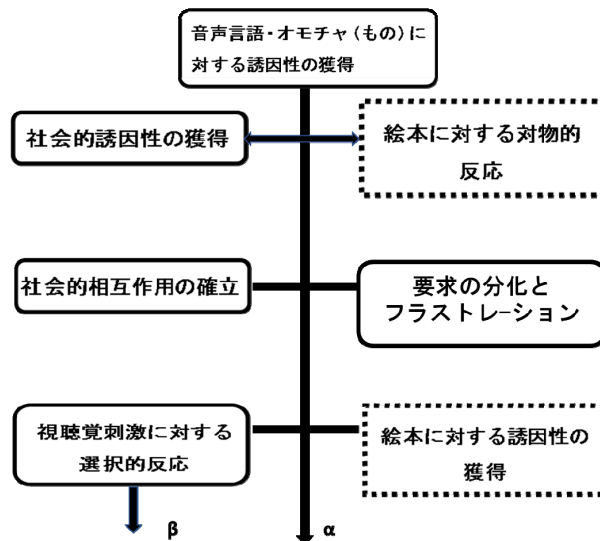 音声言語・オモチャ(もの)に
対する誘因性の獲得
社会的誘因性の獲得
絵本に対する対物的
反応
社会的相互作用の確立
要求の分化と
フラストレーション
視聴覚刺激に対する
選択的反応
絵本に対する誘因性の
獲得
β
α